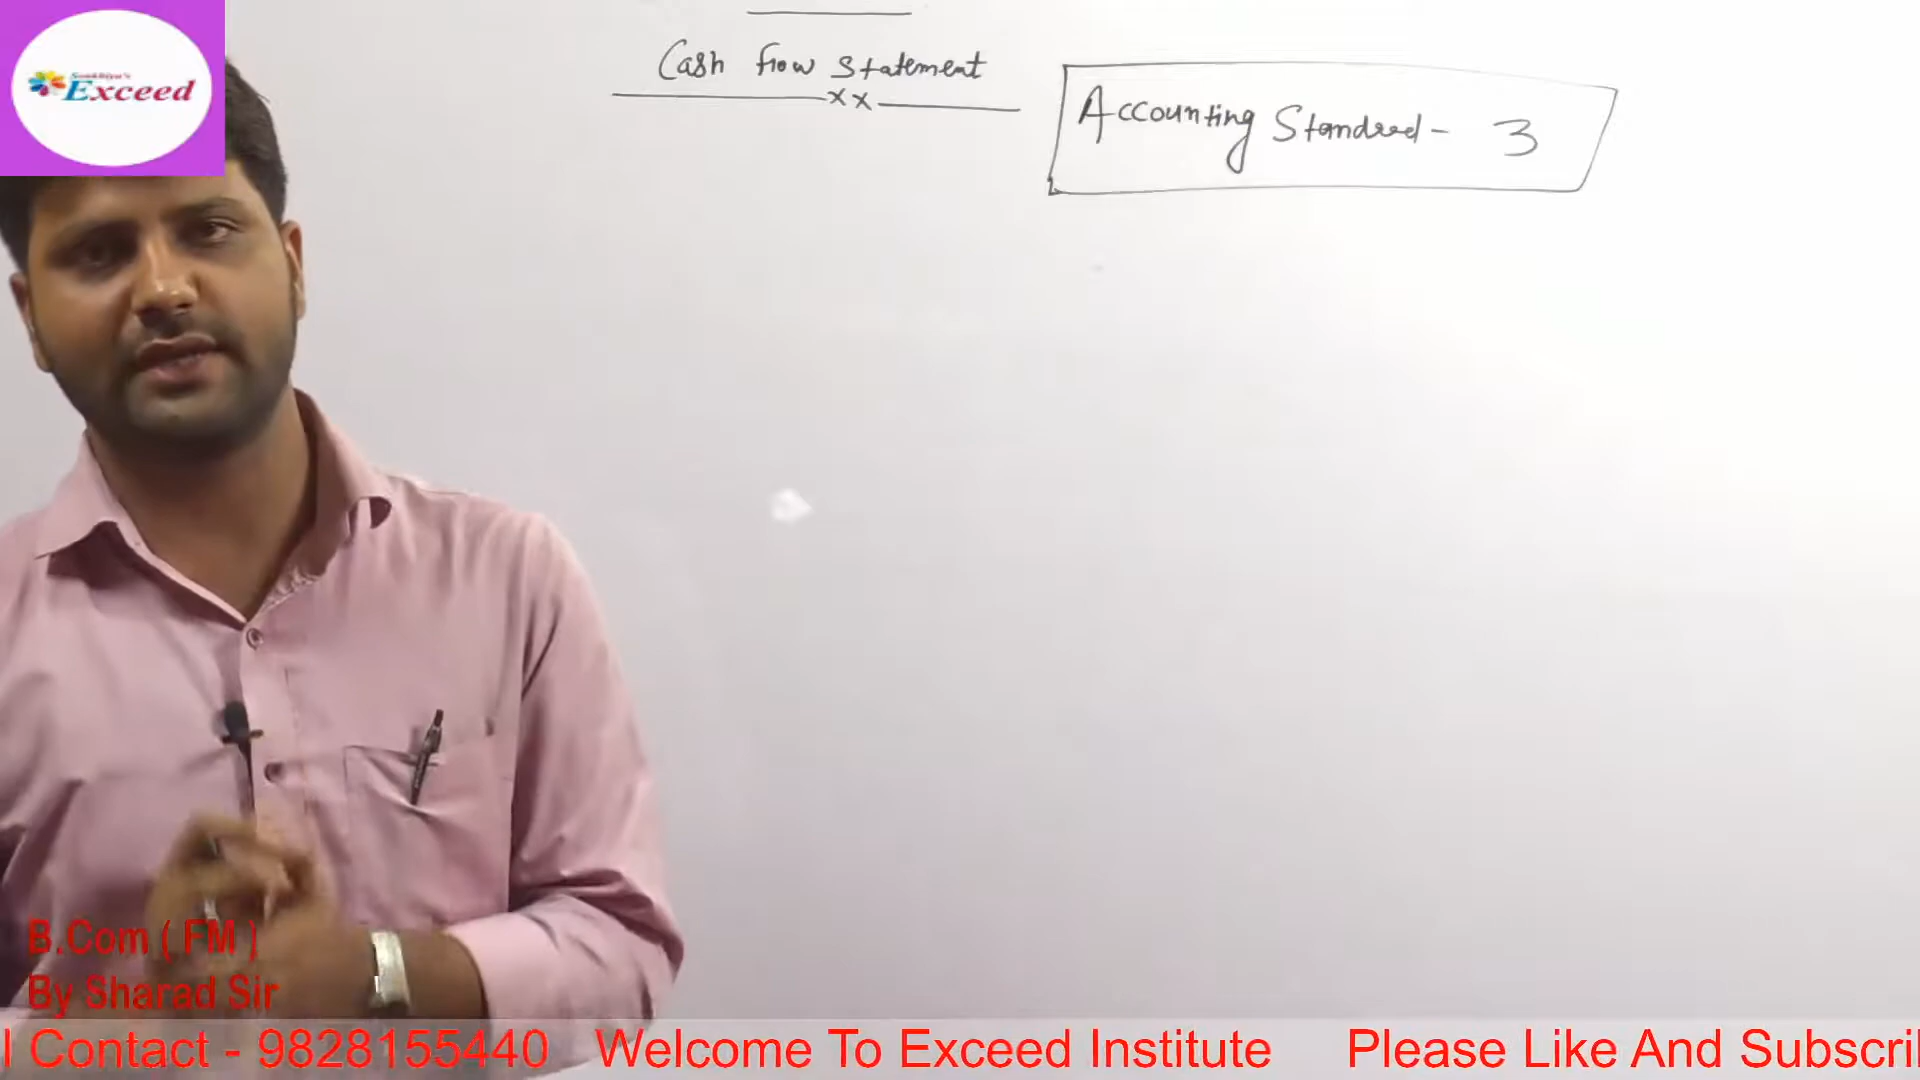 Exceed
Cash flow Statement
xx
Accounting Standard - 3
B.Com ( FM )
By Sharad Sir
l Contact - 9828155440 Welcome To Exceed Institute Please Like And Subscri